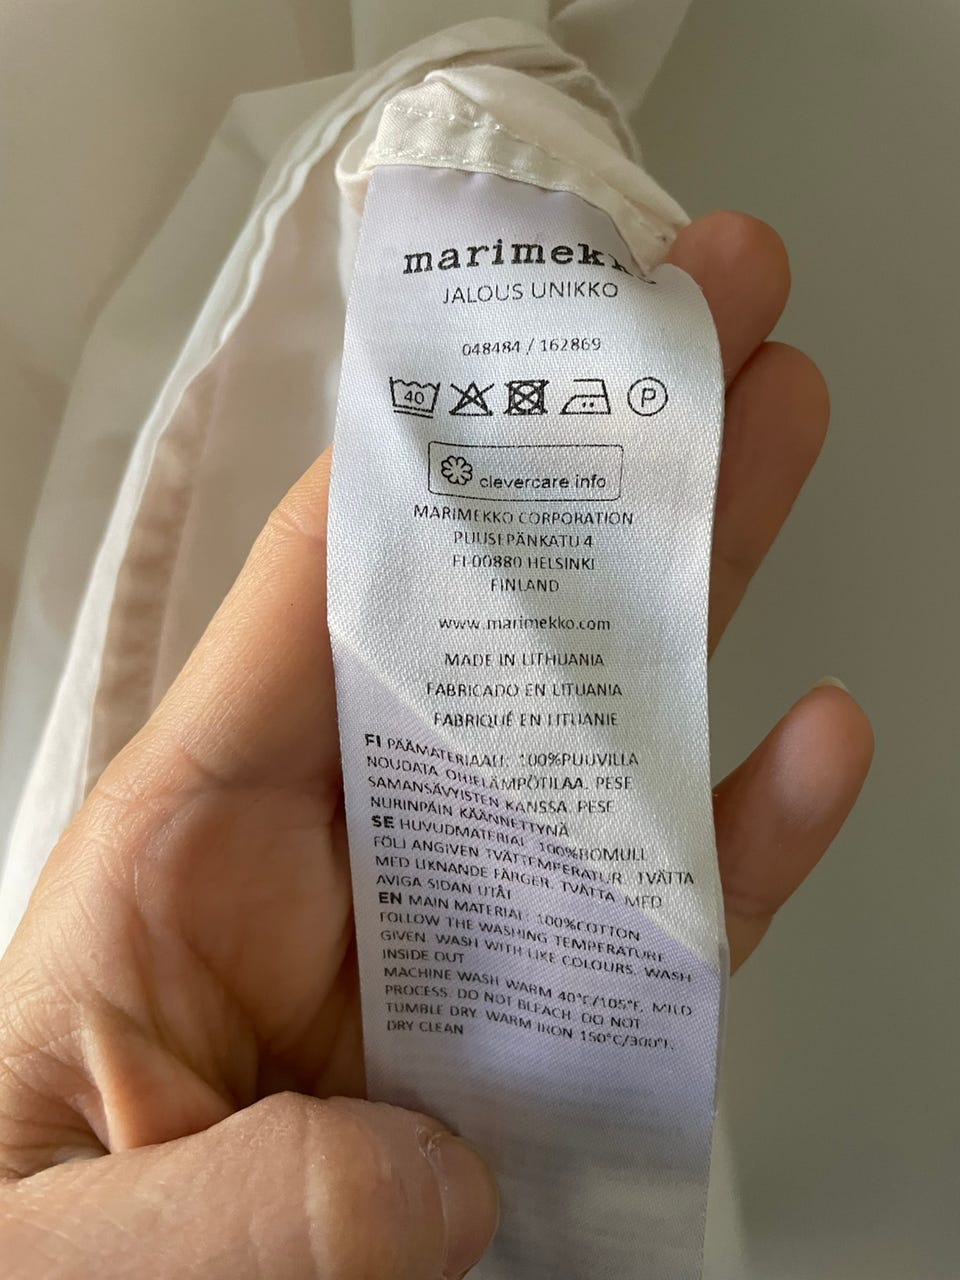 marimekko
JALOUS UNIKKO
048484 / 162869
40
P
clevercare.info
MARIMEKKO CORPORATION
PUUSEPÄNKATU 4
FI-00880 HELSINKI
FINLAND
www.marimekko.com
MADE IN LITHUANIA
FABRICADO EN LITUANIA
FABRIQUÉ EN LITUANIE
FI PÄÄMATERIAALI: 100%PUUVILLA
NOUDATA OHJELÄMPÖTILAA. PESE
SAMANSÄVYISTEN KANSSA. PESE
NURINPÄIN KÄÄNNETTYNÄ
SE HUVUDMATERIAL 100%BOMULL
FÖLJ ANGIVEN TVÄTTEMPERATUR. TVÄTTA
MED LIKNANDE FÄRGER. TVÄTTA MED
AVIGA SIDAN UTÅT
EN MAIN MATERIAL: 100%COTTON
FOLLOW THE WASHING TEMPERATURE
GIVEN. WASH WITH LIKE COLOURS. WASH
INSIDE OUT
MACHINE WASH WARM 40°C/105°F, MILD
PROCESS. DO NOT BLEACH. DO NOT
TUMBLE DRY. WARM IRON 150°C/300°F.
DRY CLEAN